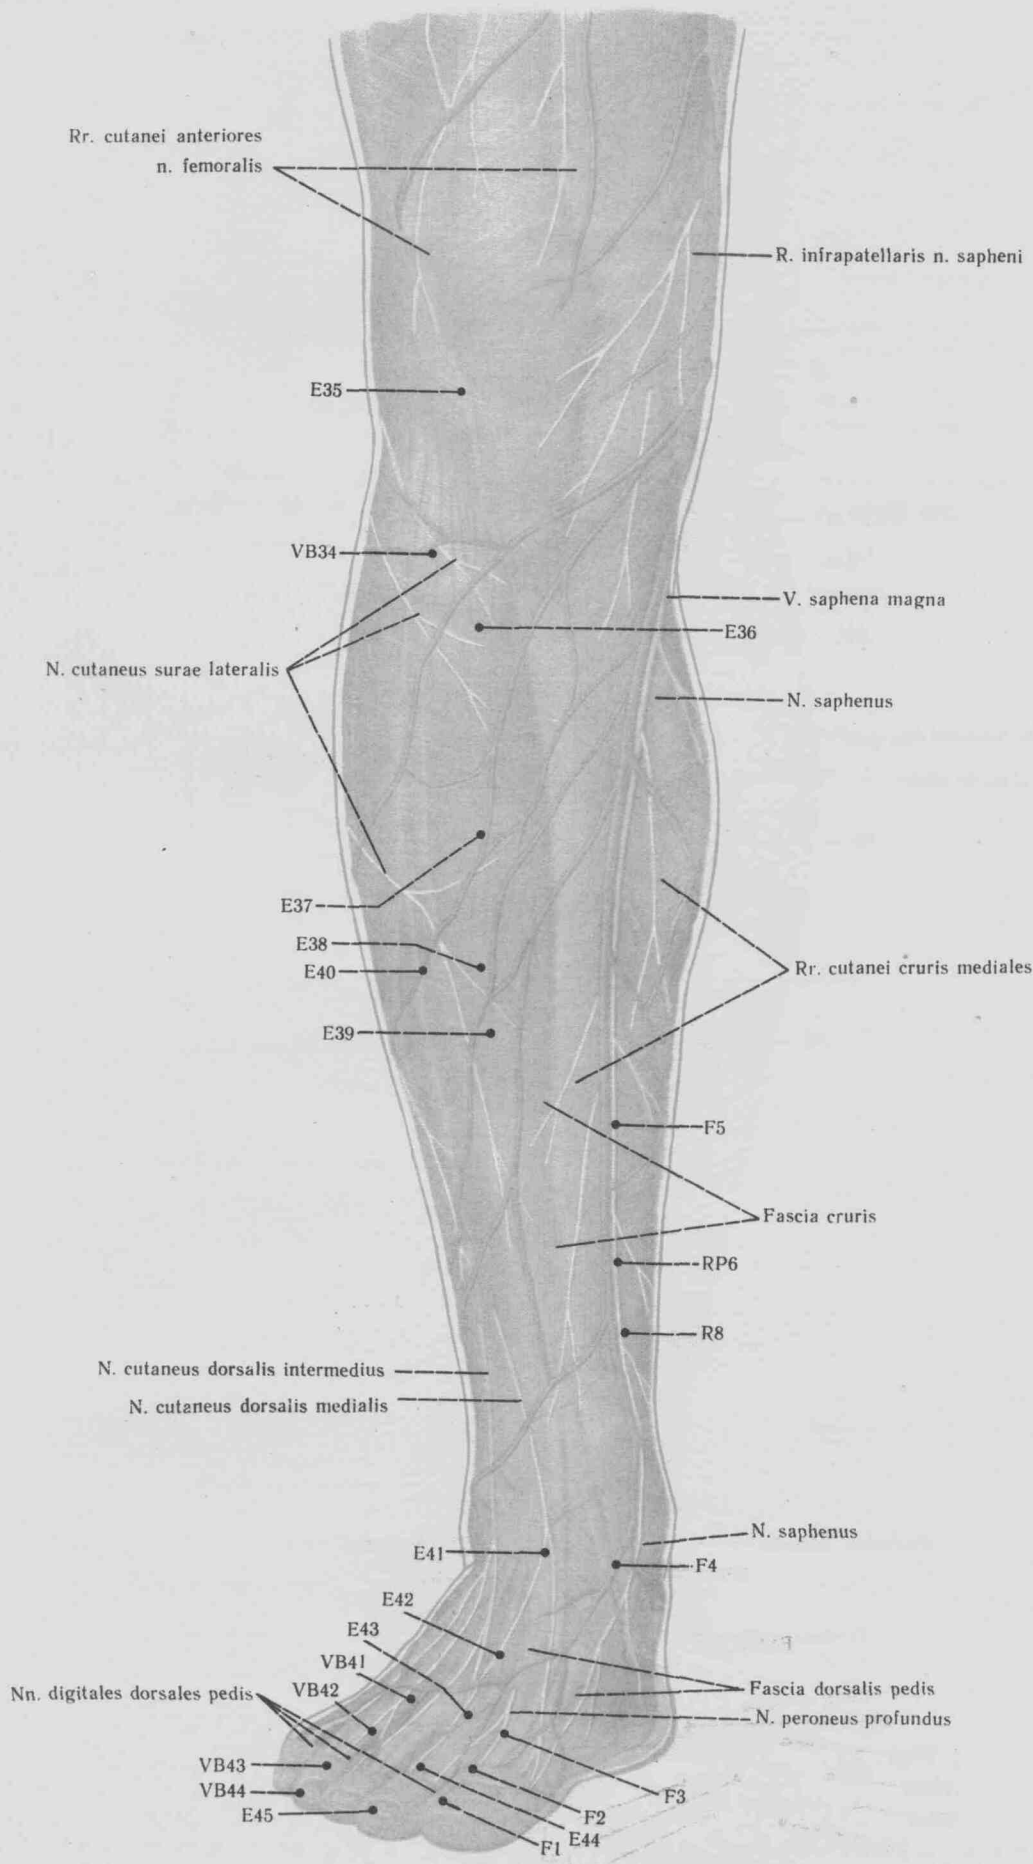 Rr. cutanei anteriores
n. femoralis
R. infrapatellaris n. sapheni
E35
VB34
V. saphena magna
E36
N. cutaneus surae lateralis
N. saphenus
E37
E38
E40
Rr. cutanei cruris mediales
E39
F5
Fascia cruris
RP6
R8
N. cutaneus dorsalis intermedius
N. cutaneus dorsalis medialis
N. saphenus
E41
F4
E42
E43
VB41
Nn. digitales dorsales pedis
VB42
Fascia dorsalis pedis
N. peroneus profundus
VB43
VB44
E45
F3
F2
E44
F1